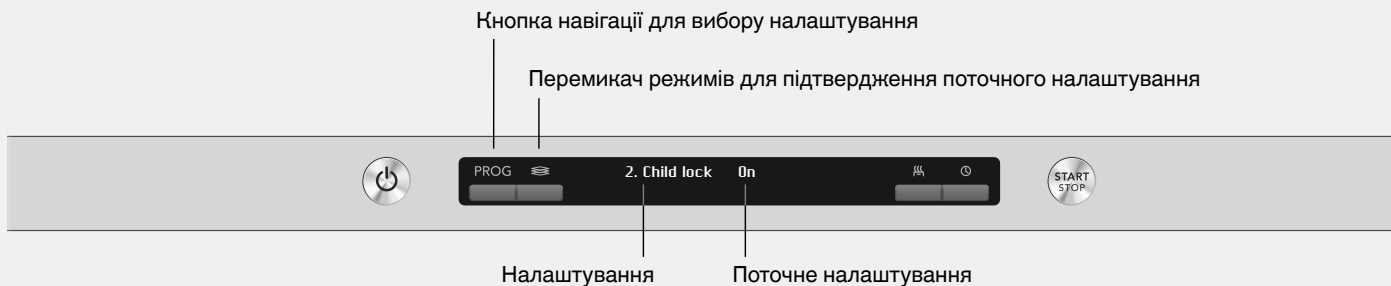 Кнопка навігації для вибору налаштування
Перемикач режимів для підтвердження поточного налаштування
PROG
2. Child lock On
START
STOP
Налаштування Поточне налаштування